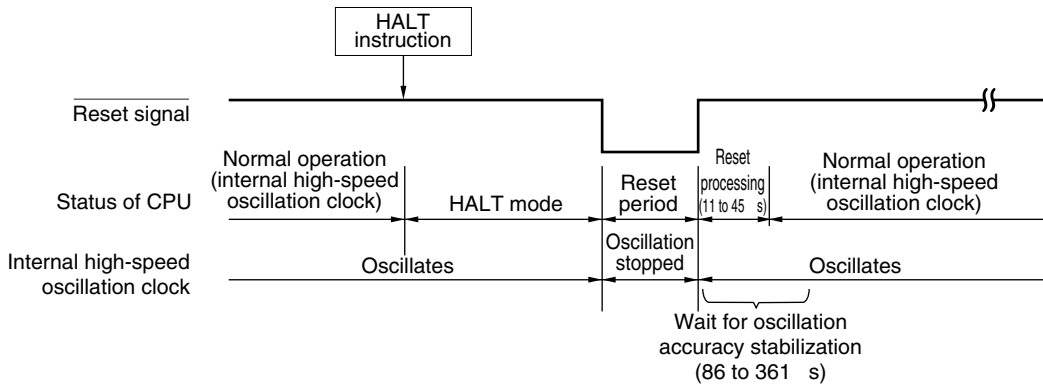 HALT
instruction
Reset signal
Status of CPU
Normal operation
(internal high-speed
oscillation clock)
HALT mode
Reset
period
Reset
processing
(11 to 45 s)
Normal operation
(internal high-speed
oscillation clock)
Internal high-speed
oscillation clock
Oscillates
Oscillation
stopped
Oscillates
Wait for oscillation
accuracy stabilization
(86 to 361 s)